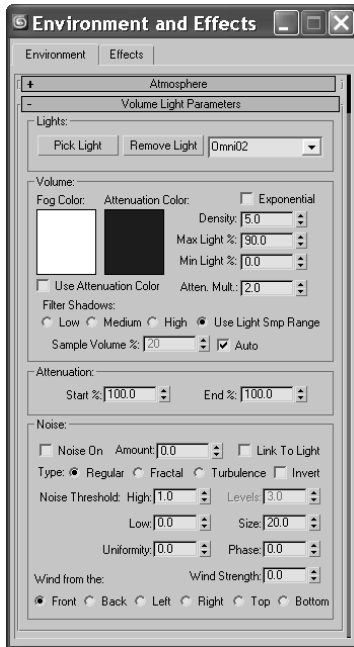 Environment and Effects
Environment Effects
+ Atmosphere
- Volume Light Parameters
Lights:
Pick Light Remove Light Omni02
Volume:
Fog Color: Attenuation Color: Exponential
Density: 5.0
Max Light %: 90.0
Min Light %: 0.0
Use Attenuation Color Atten. Mult.: 2.0
Filter Shadows:
Low Medium High Use Light Smp Range
Sample Volume %: 20 Auto
Attenuation:
Start %: 100.0 End %: 100.0
Noise:
Noise On Amount: 0.0 Link To Light
Type: Regular Fractal Turbulence Invert
Noise Threshold: High: 1.0 Levels: 3.0
Low: 0.0 Size: 20.0
Uniformity: 0.0 Phase: 0.0
Wind from the: Wind Strength: 0.0
Front Back Left Right Top Bottom